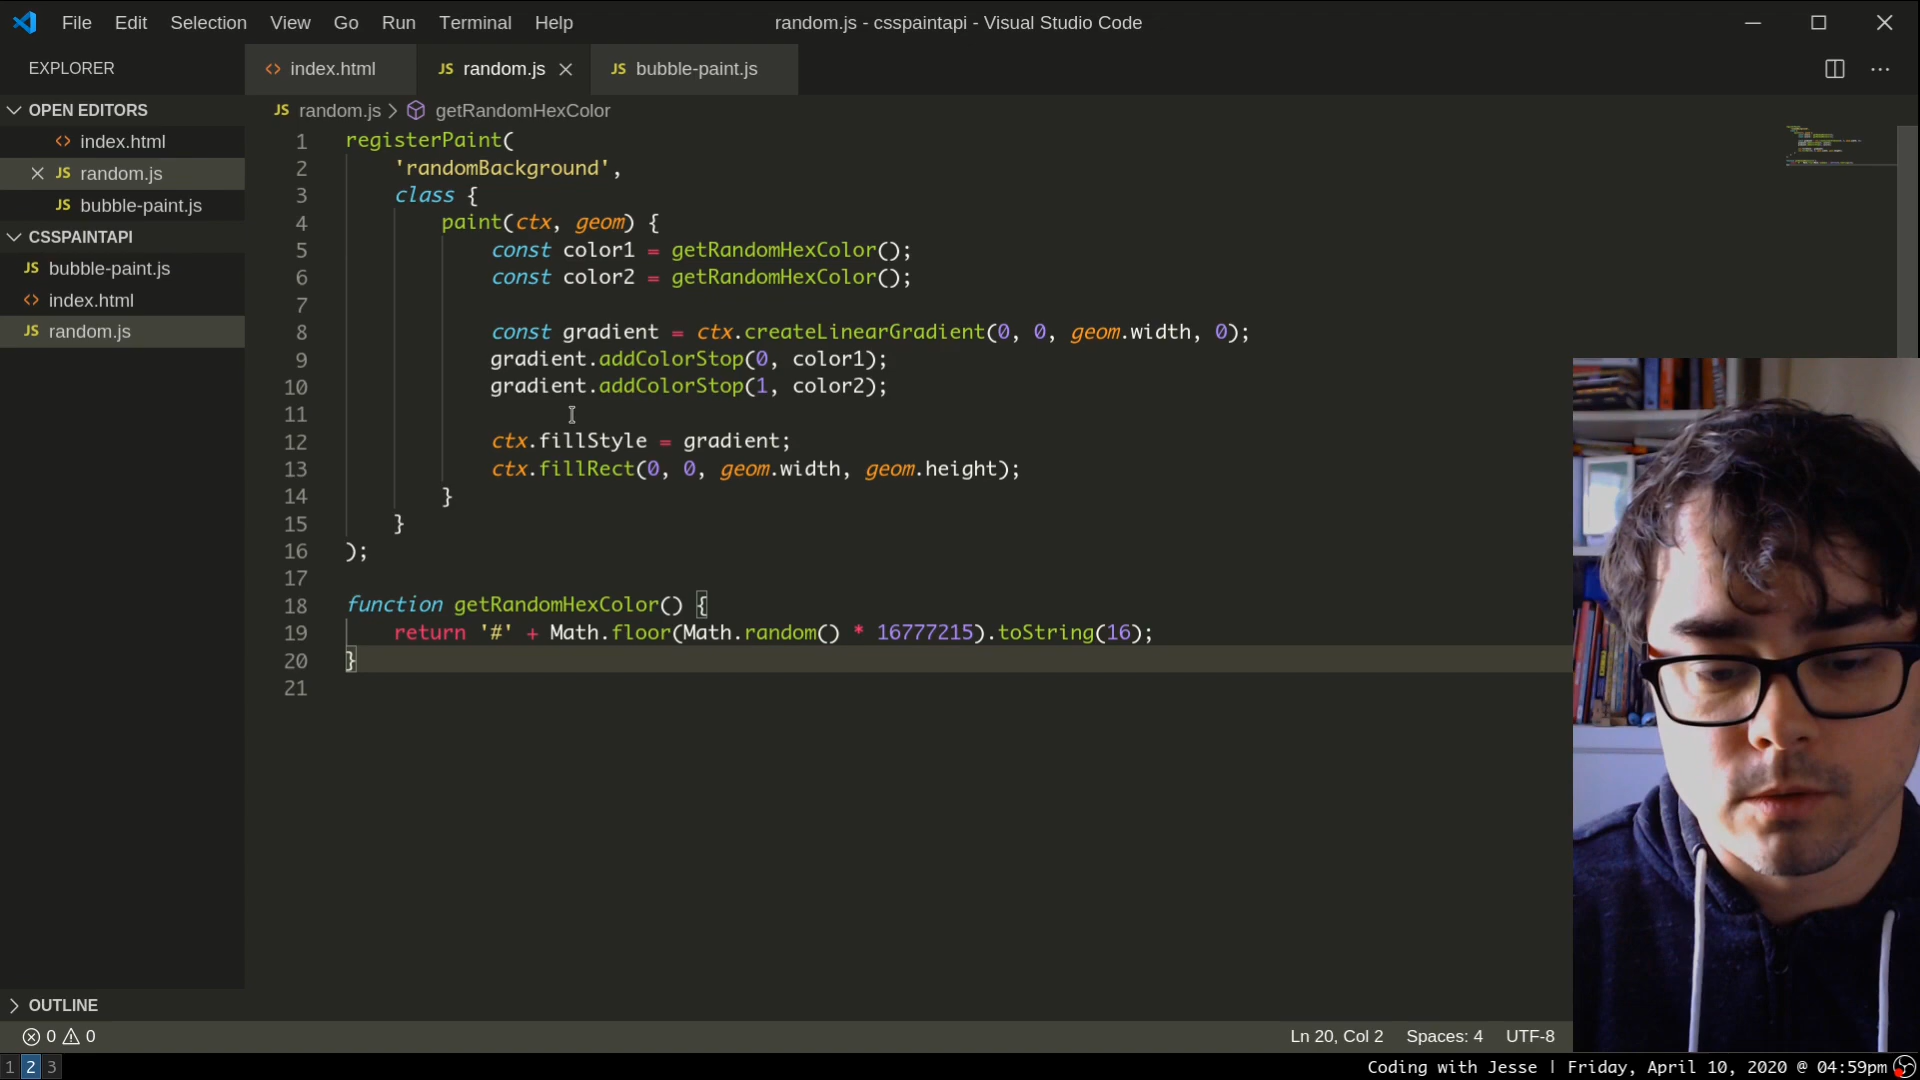 File Edit Selection View Go Run Terminal Help random.js - csspaintapi - Visual Studio Code
EXPLORER
index.html random.js bubble-paint.js
OPEN EDITORS
index.html
random.js
bubble-paint.js
CSSPAINTAPI
bubble-paint.js
index.html
random.js
OUTLINE
JS random.js > getRandomHexColor
1 registerPaint(
2 'randomBackground',
3 class {
4 paint(ctx, geom) {
5 const color1 = getRandomHexColor();
6 const color2 = getRandomHexColor();
7
8 const gradient = ctx.createLinearGradient(0, 0, geom.width, 0);
9 gradient.addColorStop(0, color1);
10 gradient.addColorStop(1, color2);
11
12 ctx.fillStyle = gradient;
13 ctx.fillRect(0, 0, geom.width, geom.height);
14 }
15 }
16 );
17
18 function getRandomHexColor() {
19 return '#' + Math.floor(Math.random() * 16777215).toString(16);
20 }
21
0 0 Ln 20, Col 2 Spaces: 4 UTF-8
1 2 3 Coding with Jesse | Friday, April 10, 2020 @ 04:59pm